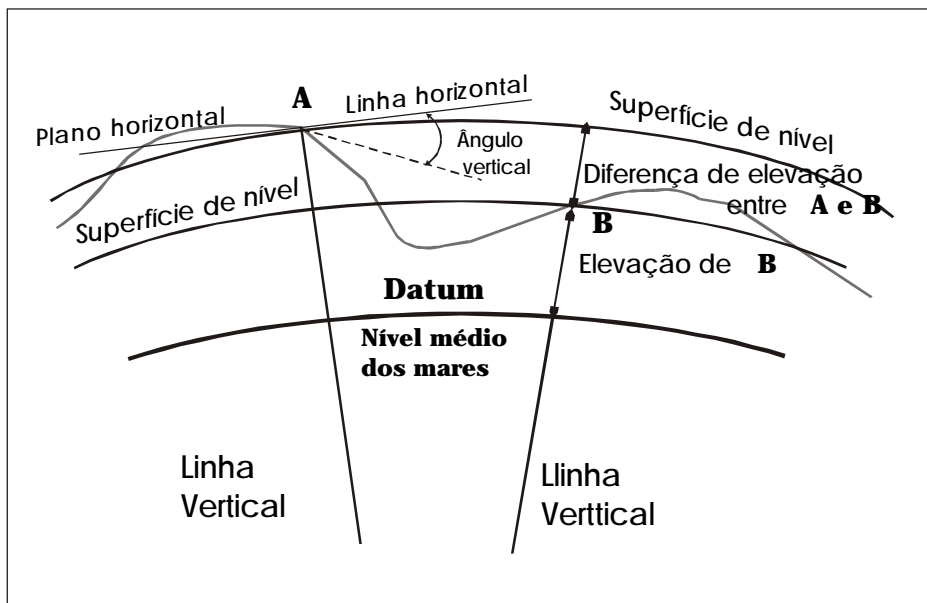 A
Linha horizontal
Plano horizontal
Superfície de nível
Ângulo
vertical
Diferença de elevação
entre A e B
Superfície de nível
B
Elevação de B
Datum
Nível médio
dos mares
Linha
Vertical
Llinha
Verttical